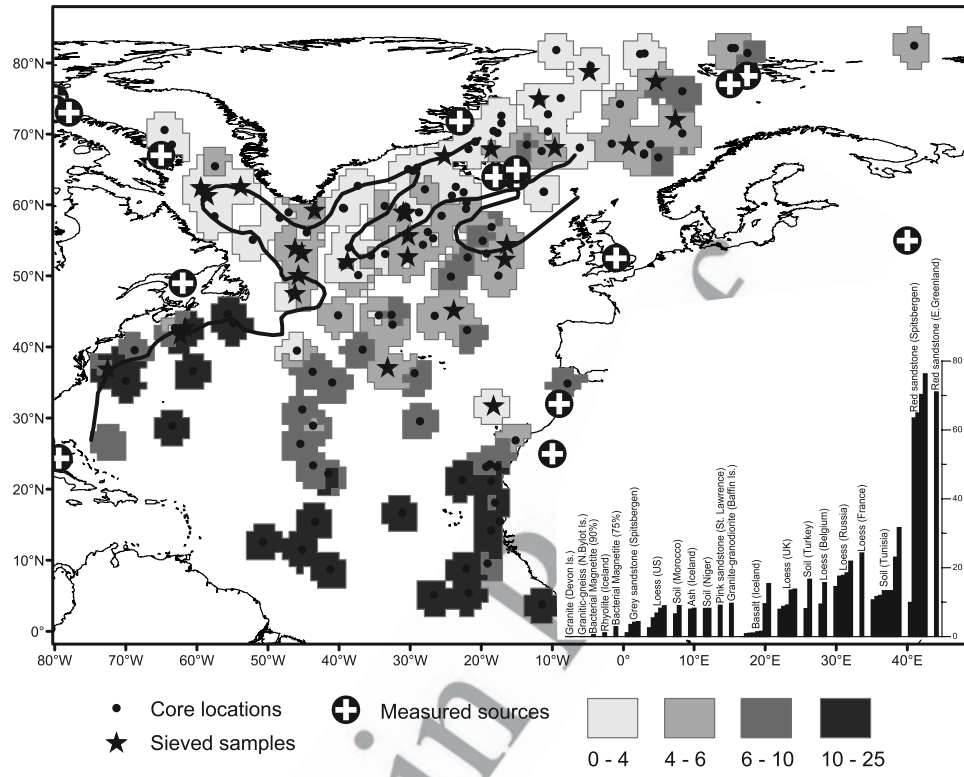 80°N
70°N
60°N
50°N
40°N
30°N
20°N
10°N
0°
80°W
70°W
60°W
50°W
40°W
30°W
20°W
10°W
0°
10°E
20°E
30°E
40°E
Granite (Devon Is.)
Granitic-gneiss (N.Bylot Is.)
Bacterial Magnetite (90%)
Rhyolite (Iceland)
Bacterial Magnetite (75%)
Grey sandstone (Spitsbergen)
Loess (US)
Soil (Morocco)
Ash (Iceland)
Soil (Niger)
Pink sandstone (St. Lawrence)
Granite-granodiorite (Baffin Is.)
Basalt (Iceland)
Loess (UK)
Soil (Turkey)
Loess (Belgium)
Loess (Russia)
Loess (France)
Soil (Tunisia)
Red sandstone (Spitsbergen)
Red sandstone (E.Greenland)
80
60
40
20
0
Core locations
Sieved samples
Measured sources
0 - 4
4 - 6
6 - 10
10 - 25